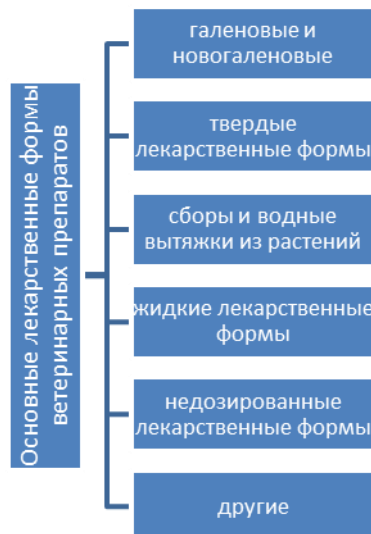 Основные лекарственные формы
ветеринарных препаратов
галеновые и
новогаленовые
твердые
лекарственные формы
сборы и водные
вытяжки из растений
жидкие лекарственные
формы
недозированные
лекарственные формы
другие